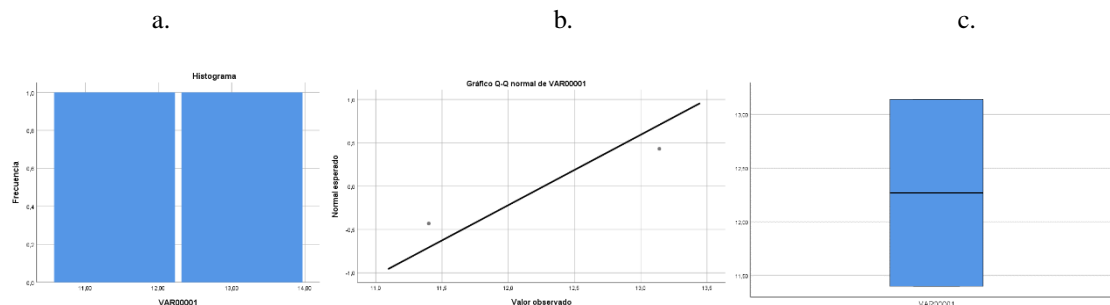 a.
b.
c.
Histograma
Frecuencia
1,0
0,8
0,6
0,4
0,2
0,0
11,00
12,00
13,00
14,00
VAR00001
Gráfico Q-Q normal de VAR00001
Normal esperado
1,0
0,5
0,0
-0,5
-1,0
11,0
11,5
12,0
12,5
13,0
13,5
Valor observado
13,00
12,50
12,00
11,50
VAR00001